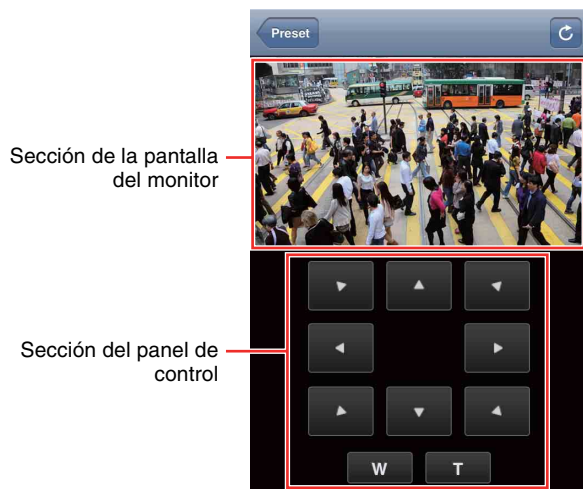 Preset
Sección de la pantalla
del monitor
Sección del panel de
control
W T